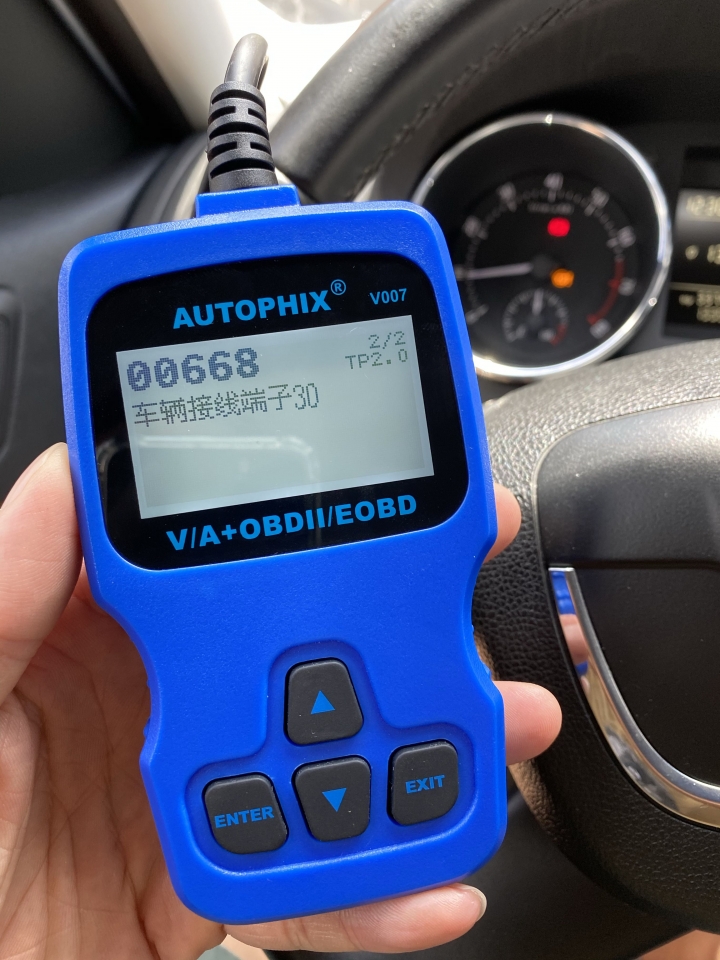 AUTOPHIX®
V007
00668
2/2
TP2.0
车辆接线端子30
V/A+OBDII/EOBD
▲
ENTER
▼
EXIT